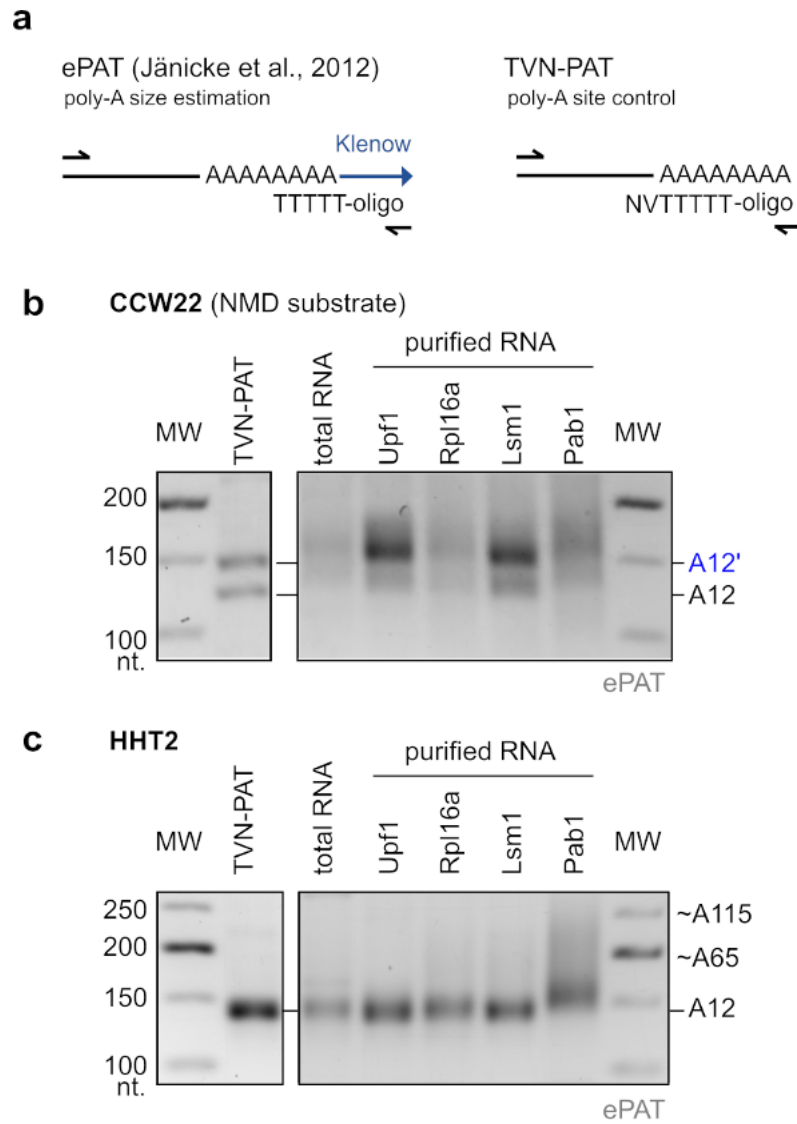 a
ePAT (Jänicke et al., 2012)
poly-A size estimation
Klenow
AAAAAAAA
TTTTT-oligo
TVN-PAT
poly-A site control
AAAAAAAA
NVTTTTT-oligo
b
CCW22 (NMD substrate)
purified RNA
MW
TVN-PAT
total RNA
Upf1
Rpl16a
Lsm1
Pab1
MW
200
150
100
nt.
A12'
A12
ePAT
c
HHT2
purified RNA
MW
TVN-PAT
total RNA
Upf1
Rpl16a
Lsm1
Pab1
MW
250
200
150
100
nt.
~A115
~A65
A12
ePAT